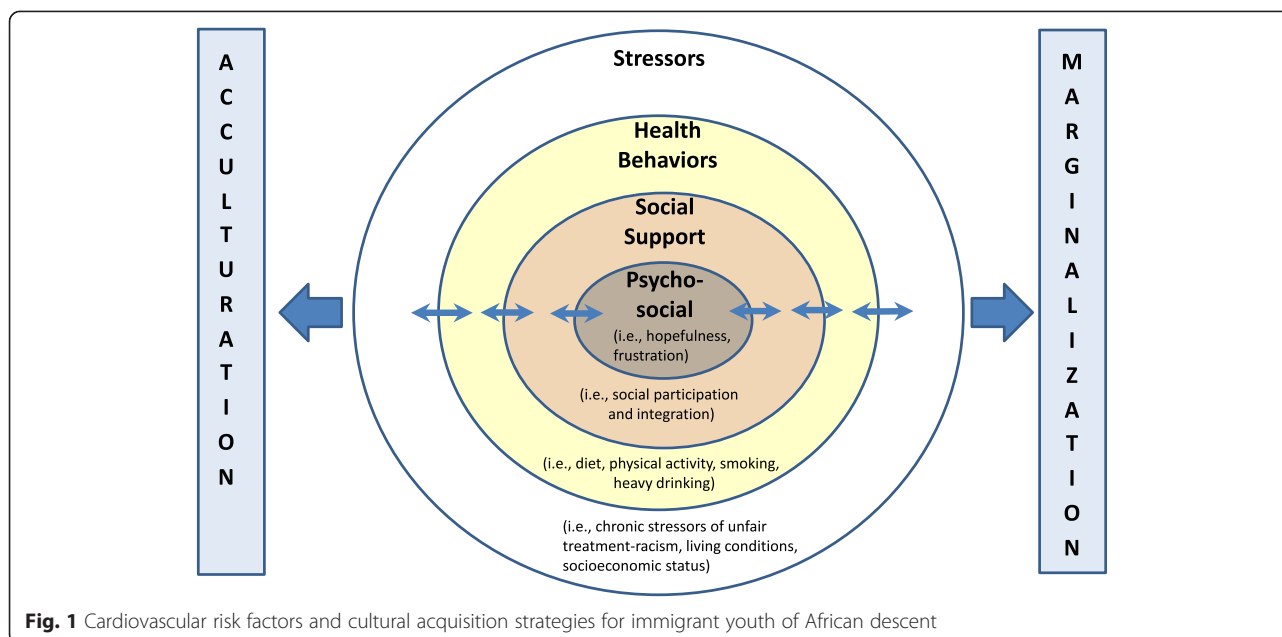 ACCULTURATION
Stressors
Health
Behaviors
Social
Support
Psycho-
social
(i.e., hopefulness,
frustration)
(i.e., social participation
and integration)
(i.e., diet, physical activity, smoking,
heavy drinking)
(i.e., chronic stressors of unfair
treatment-racism, living conditions,
socioeconomic status)
MARGINALIZATION
Fig. 1 Cardiovascular risk factors and cultural acquisition strategies for immigrant youth of African descent